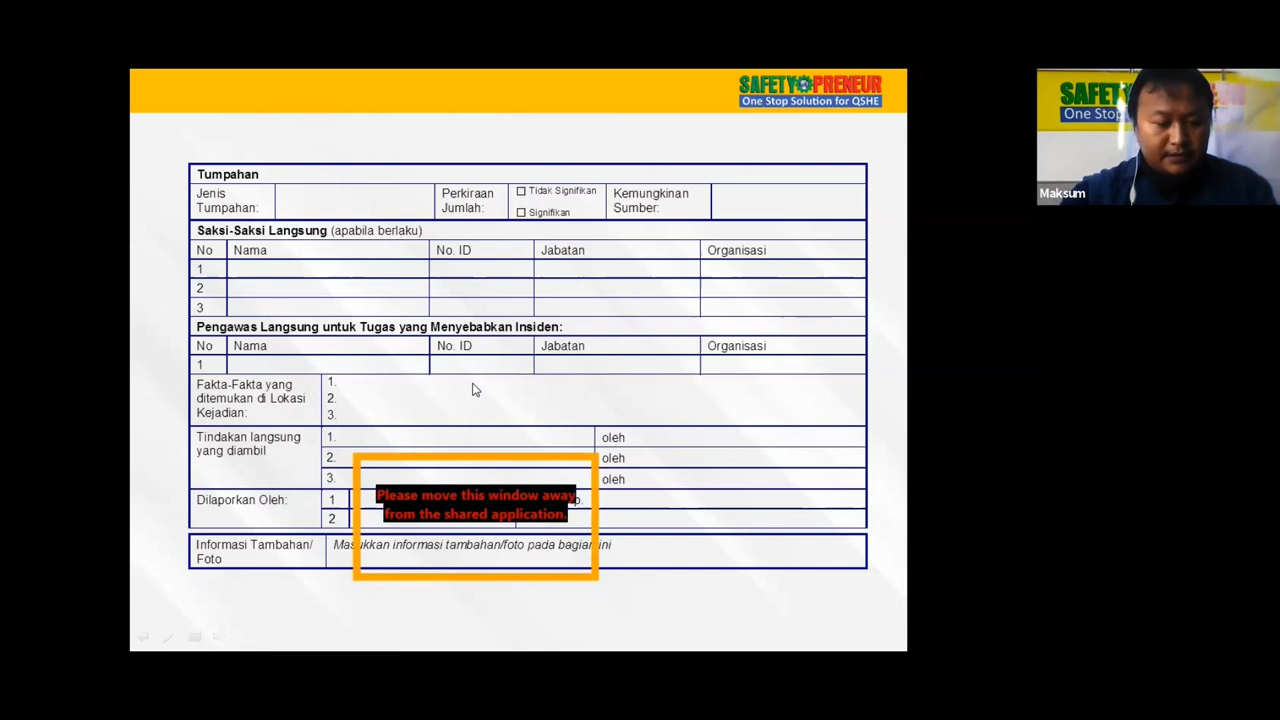 SAFETY PRENEUR
One Stop Solution for QSHE
SAFETY
One Stop
Maksum
Tumpahan
Jenis Tumpahan:
Perkiraan Jumlah:
Tidak Signifikan
Signifikan
Kemungkinan Sumber:
Saksi-Saksi Langsung (apabila berlaku)
No Nama No. ID Jabatan Organisasi
1
2
3
Pengawas Langsung untuk Tugas yang Menyebabkan Insiden:
No Nama No. ID Jabatan Organisasi
1
Fakta-Fakta yang ditemukan di Lokasi Kejadian:
1.
2.
3.
Tindakan langsung yang diambil
1. oleh
2. oleh
3. oleh
Dilaporkan Oleh:
1
2
Please move this window away
from the shared application.
Informasi Tambahan/ Foto
Masukkan informasi tambahan/foto pada bagian ini